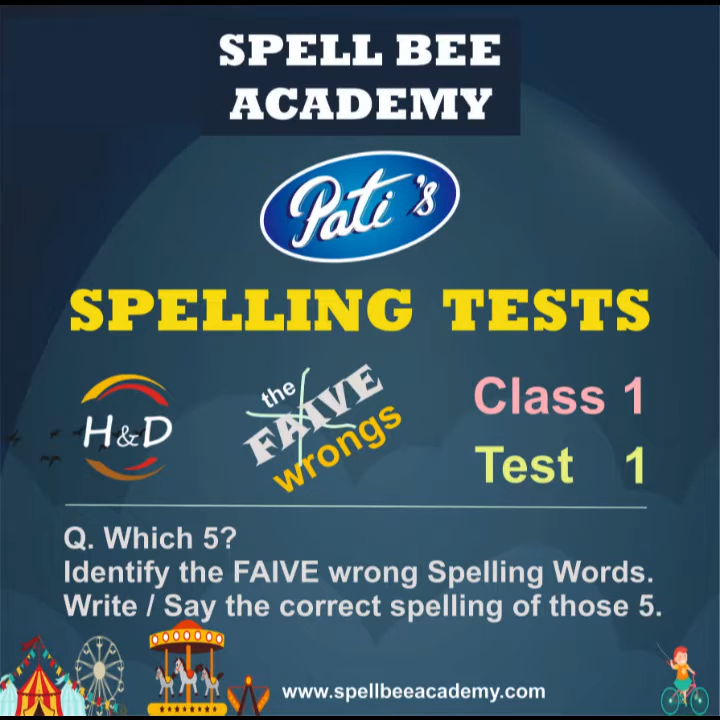 SPELL BEE
ACADEMY
Pati's
SPELLING TESTS
H&D
the
FAIVE
wrongs
Class 1
Test 1
Q. Which 5?
Identify the FAIVE wrong Spelling Words.
Write / Say the correct spelling of those 5.
www.spellbeeacademy.com